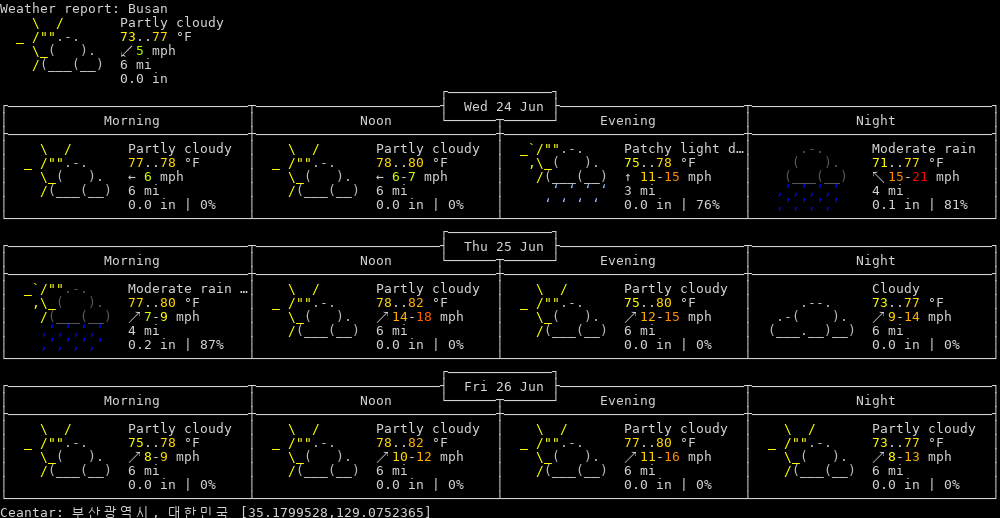 Weather report: Busan
Partly cloudy
73..77 °F
↙5 mph
6 mi
0.0 in
Wed 24 Jun
Morning Noon Evening Night
Partly cloudy Partly cloudy Patchy light d… Moderate rain
77..78 °F 78..80 °F 75..78 °F 71..77 °F
← 6 mph ← 6-7 mph ↑ 11-15 mph ↖ 15-21 mph
6 mi 6 mi 3 mi 4 mi
0.0 in | 0% 0.0 in | 0% 0.0 in | 76% 0.1 in | 81%
Thu 25 Jun
Morning Noon Evening Night
Moderate rain … Partly cloudy Partly cloudy Cloudy
77..80 °F 78..82 °F 75..80 °F 73..77 °F
↗7-9 mph ↗14-18 mph ↗12-15 mph ↗9-14 mph
4 mi 6 mi 6 mi 6 mi
0.2 in | 87% 0.0 in | 0% 0.0 in | 0% 0.0 in | 0%
Fri 26 Jun
Morning Noon Evening Night
Partly cloudy Partly cloudy Partly cloudy Partly cloudy
75..78 °F 78..82 °F 77..80 °F 73..77 °F
↗8-9 mph ↗10-12 mph ↗11-16 mph ↗8-13 mph
6 mi 6 mi 6 mi 6 mi
0.0 in | 0% 0.0 in | 0% 0.0 in | 0% 0.0 in | 0%
Ceantar: 부산광역시, 대한민국 [35.1799528,129.0752365]